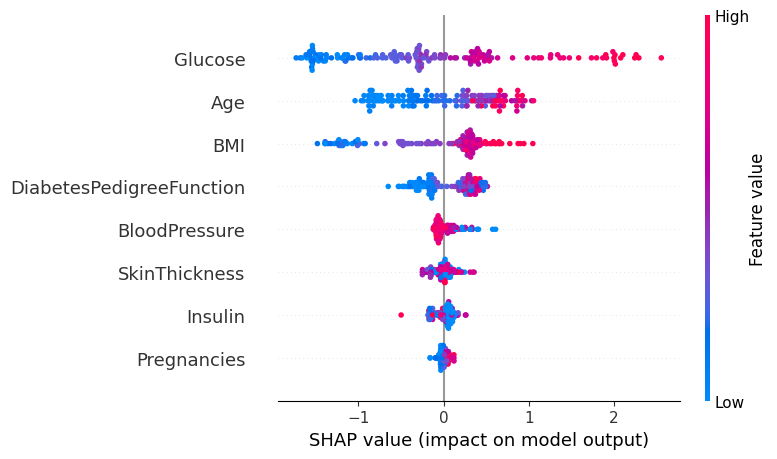 High
Glucose
Age
BMI
DiabetesPedigreeFunction
BloodPressure
SkinThickness
Insulin
Pregnancies
Feature value
Low
−1 0 1 2
SHAP value (impact on model output)